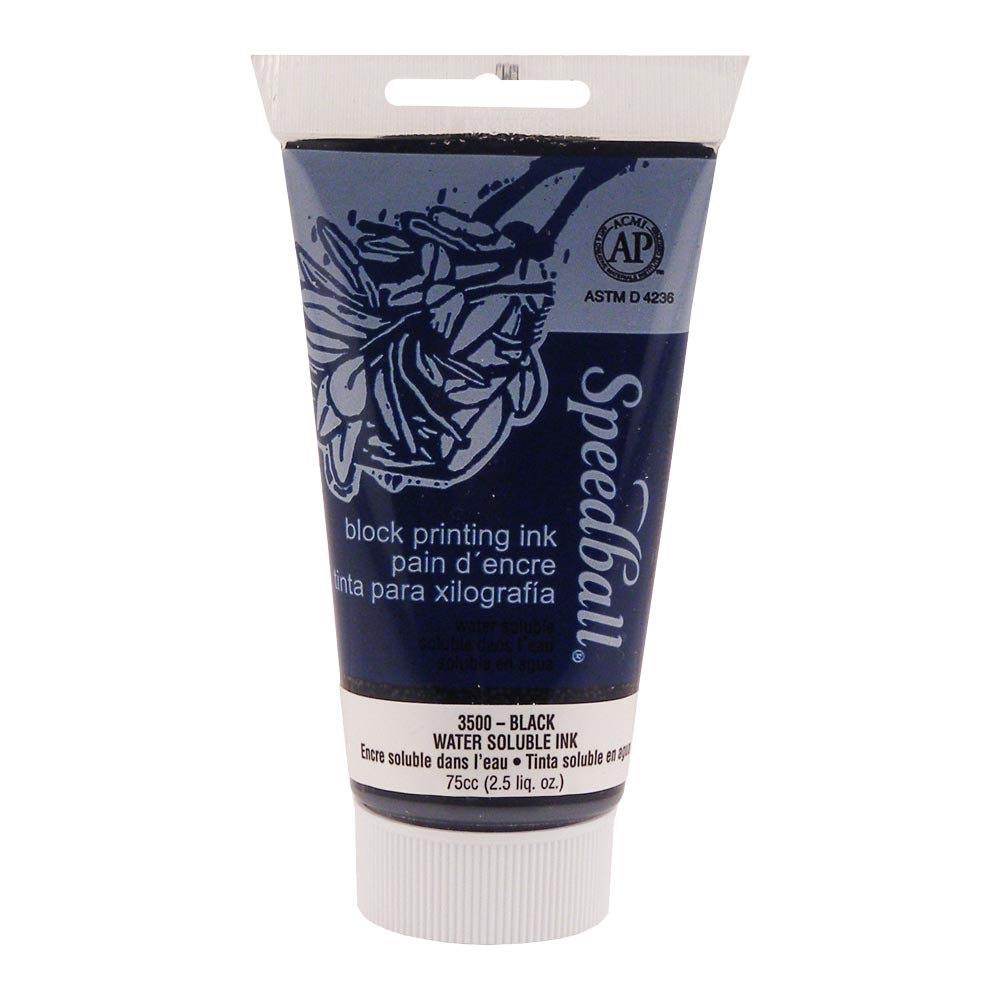 ACMI
AP
ASTM D 4236
Speedball®
block printing ink
pain d´encre
tinta para xilografía
water soluble
soluble dans l'eau
soluble en agua
3500 – BLACK
WATER SOLUBLE INK
Encre soluble dans l'eau • Tinta soluble en agua
75cc (2.5 liq. oz.)